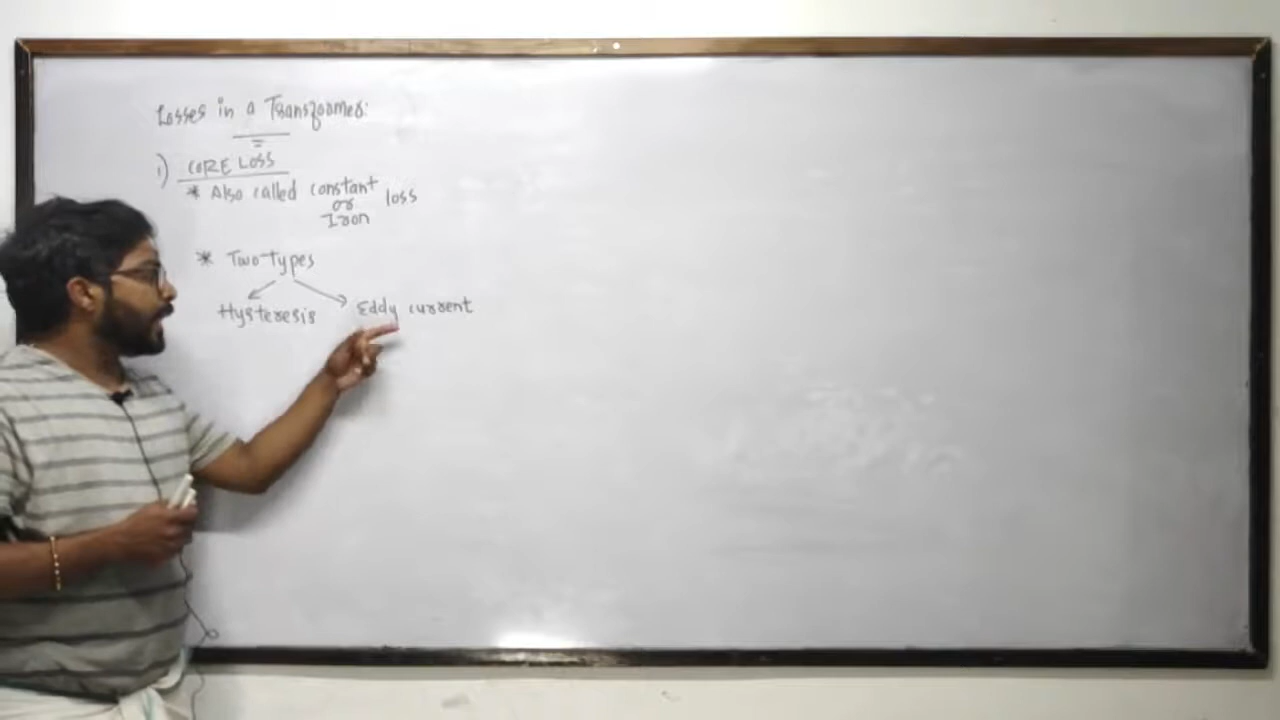 Losses in a Transformer:
1) CORE LOSS
* Also called constant or Iron loss
* Two-types
Hysteresis Eddy current